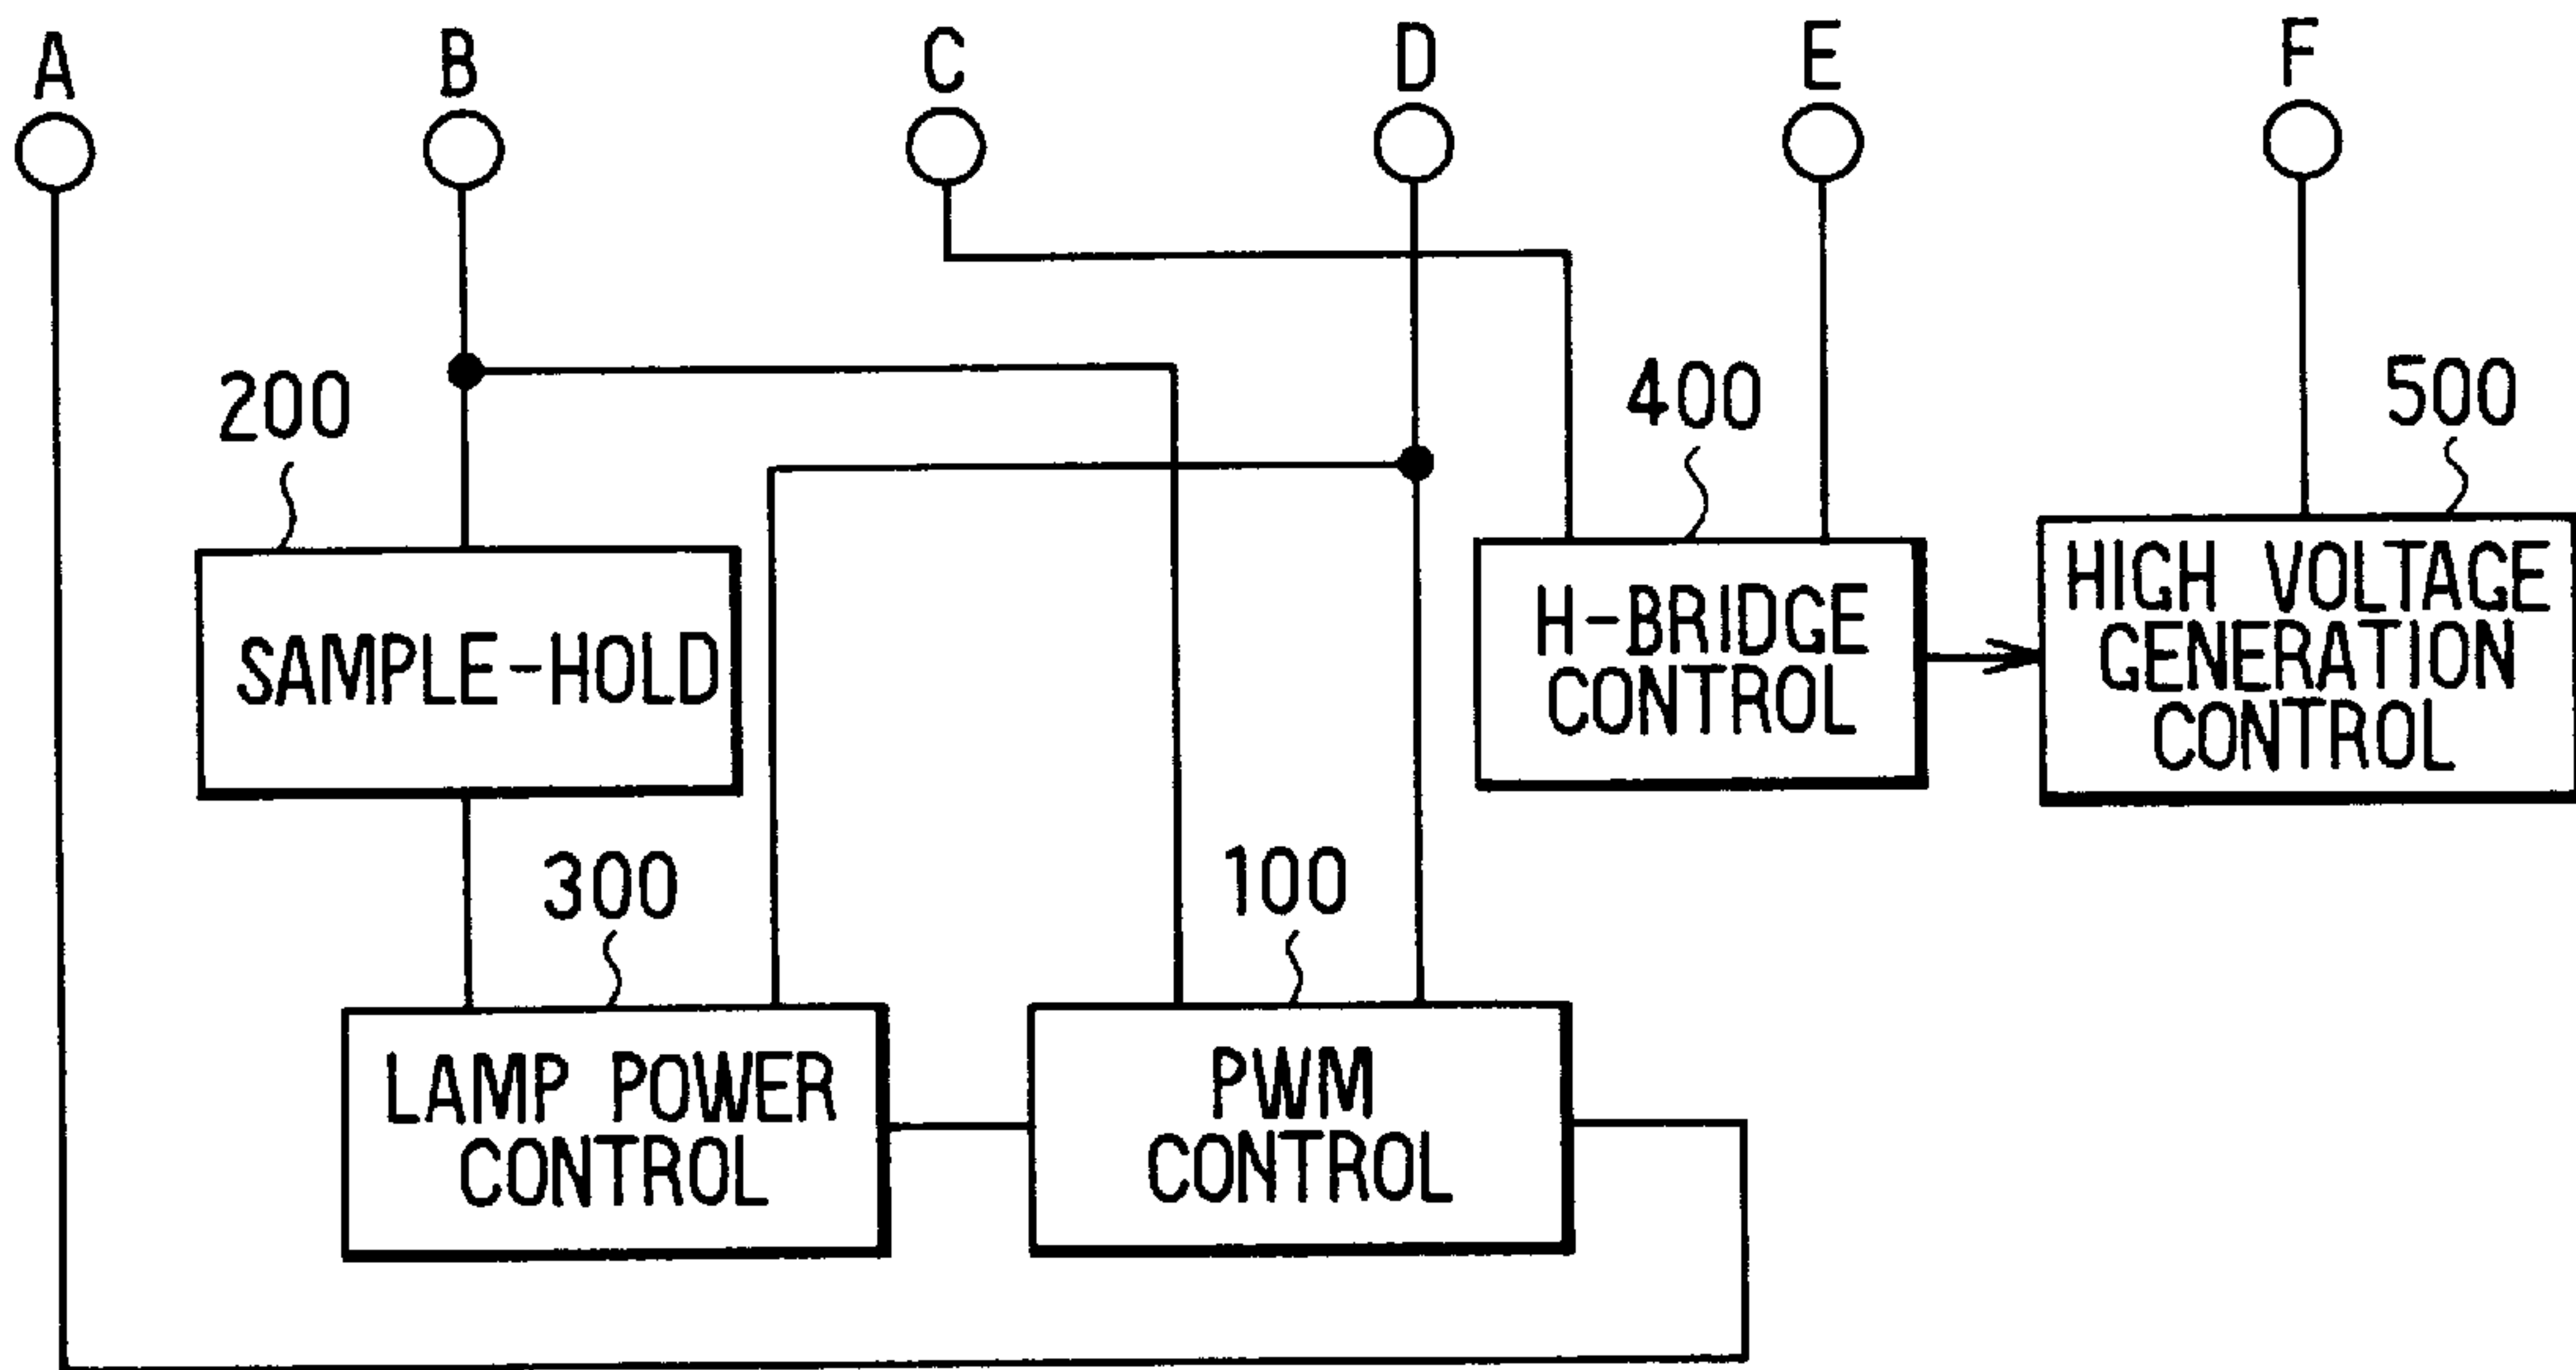 A
B
C
D
E
F
200
400
500
SAMPLE-HOLD
H-BRIDGE
CONTROL
HIGH VOLTAGE
GENERATION
CONTROL
300
100
LAMP POWER
CONTROL
PWM
CONTROL